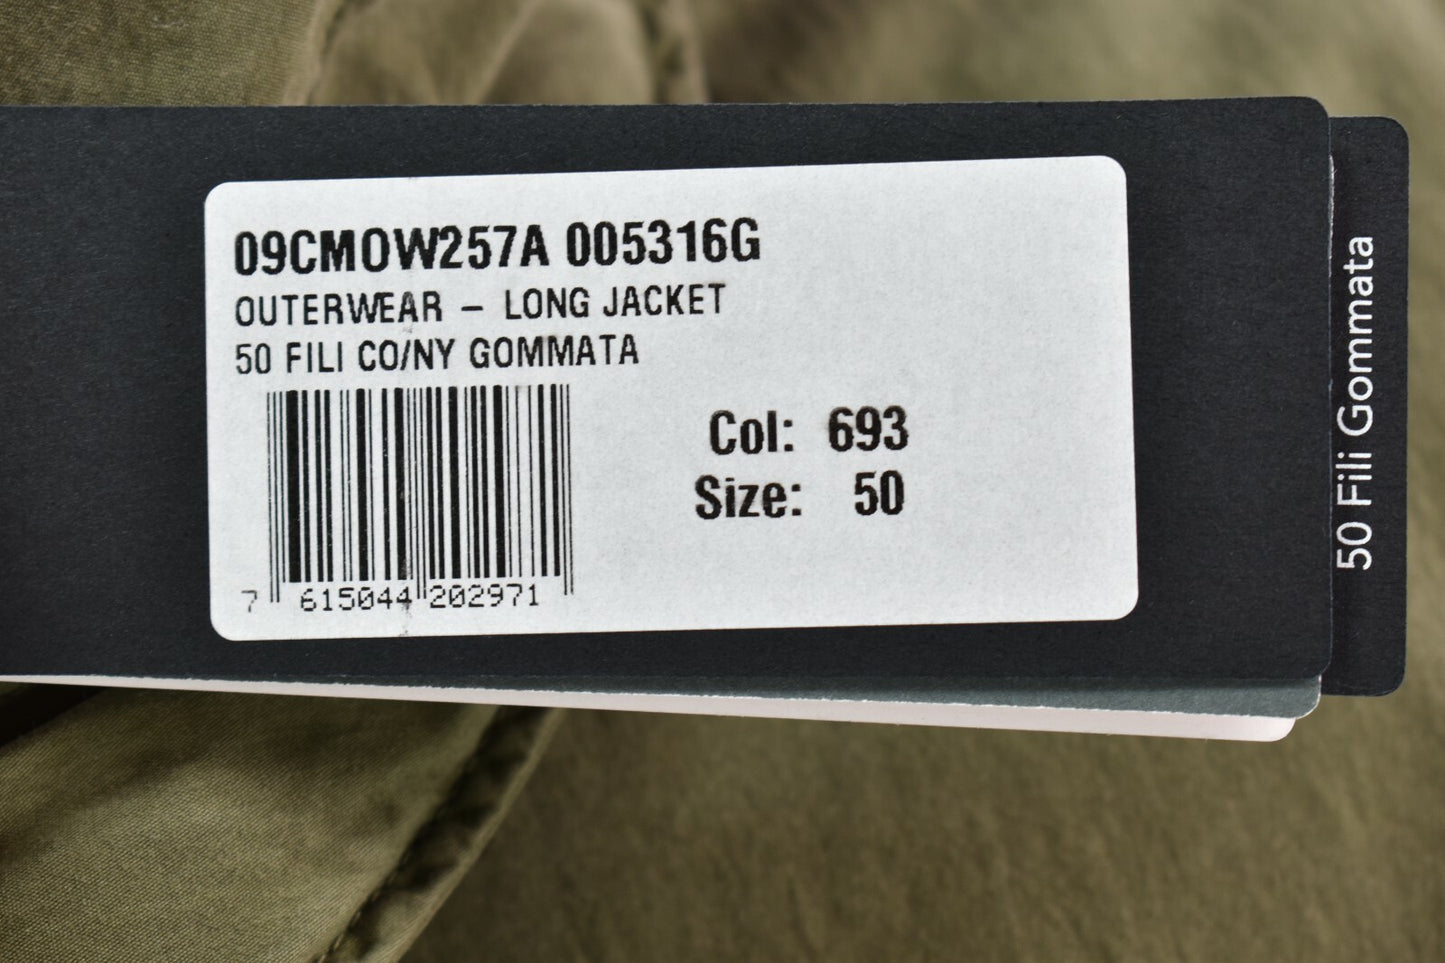 09CMOW257A 005316G
OUTERWEAR – LONG JACKET
50 FILI CO/NY GOMMATA
Col: 693
Size: 50
7 615044 202971
50 Fili Gommata